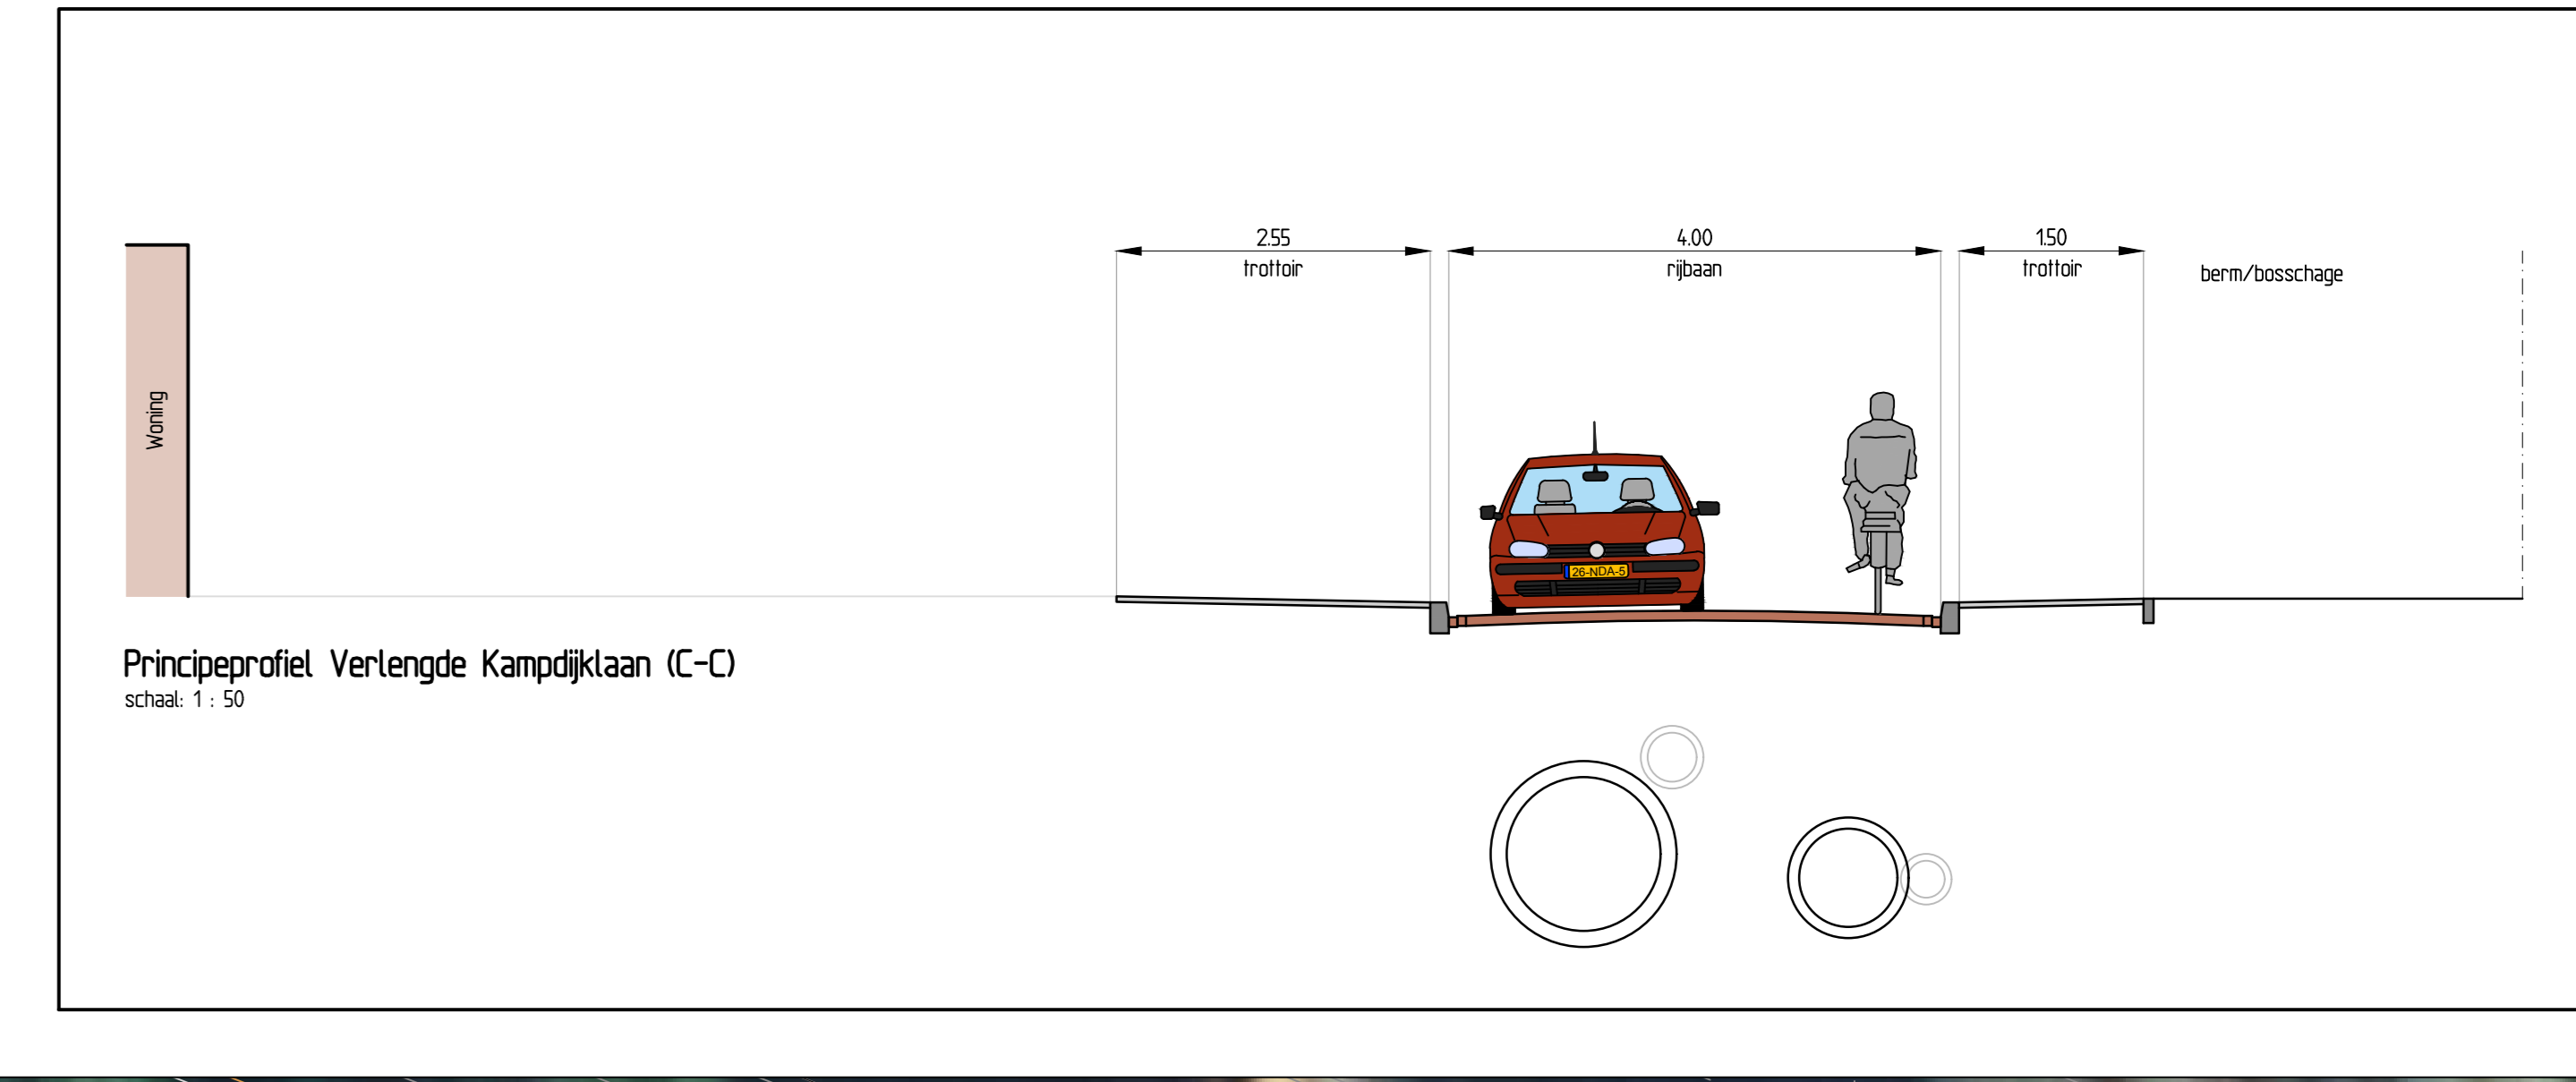 2.55
trottoir
4.00
rijbaan
1.50
trottoir
berm/bosschage
Woning
26-NDA-5
Principeprofiel Verlengde Kampdijklaan (C-C)
schaal: 1 : 50